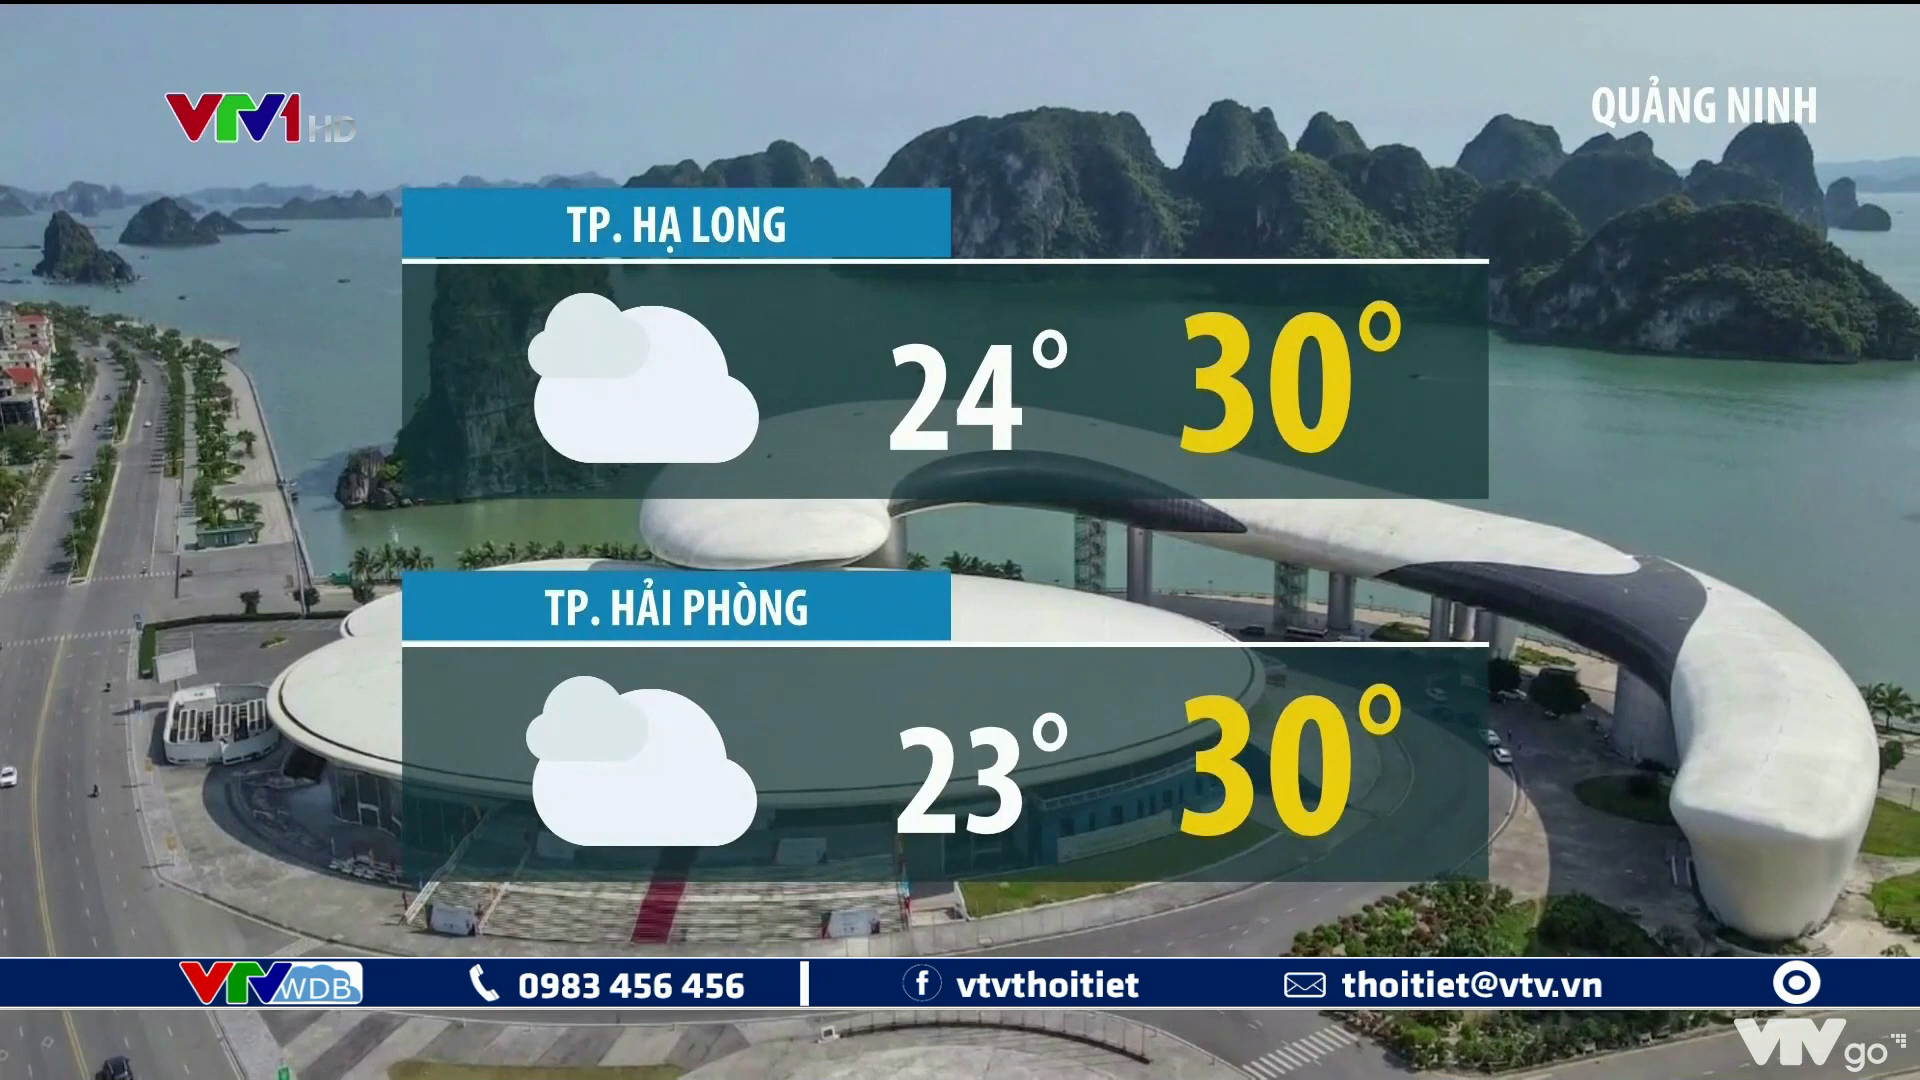 VTV1 HD
QUẢNG NINH
TP. HẠ LONG
24° 30°
TP. HẢI PHÒNG
23° 30°
VTV WDB 0983 456 456 vtvthoitiet thoitiet@vtv.vn
VTV go